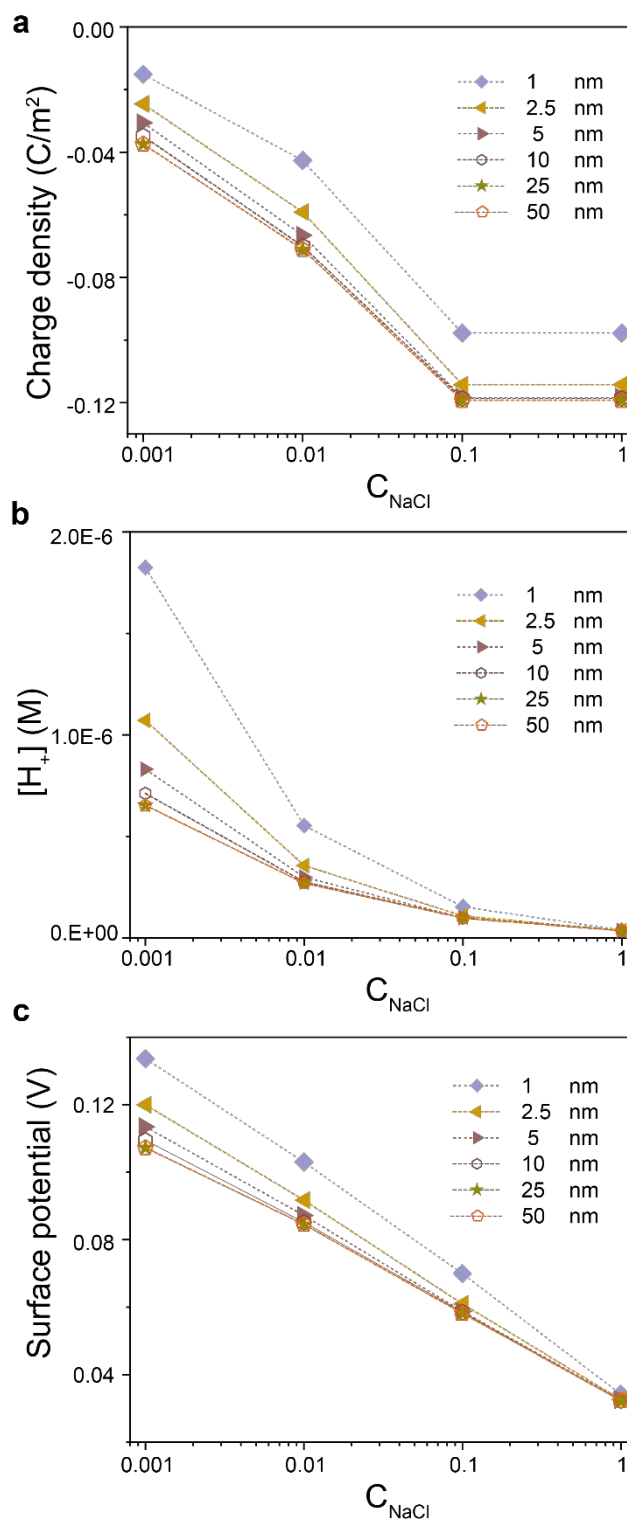 a
Charge density (C/m²)
0.00
-0.04
-0.08
-0.12
1 nm
2.5 nm
5 nm
10 nm
25 nm
50 nm
0.001 0.01 0.1 1
C_NaCl
b
[H₊] (M)
2.0E-6
1.0E-6
0.E+00
1 nm
2.5 nm
5 nm
10 nm
25 nm
50 nm
0.001 0.01 0.1 1
C_NaCl
c
Surface potential (V)
0.12
0.08
0.04
1 nm
2.5 nm
5 nm
10 nm
25 nm
50 nm
0.001 0.01 0.1 1
C_NaCl